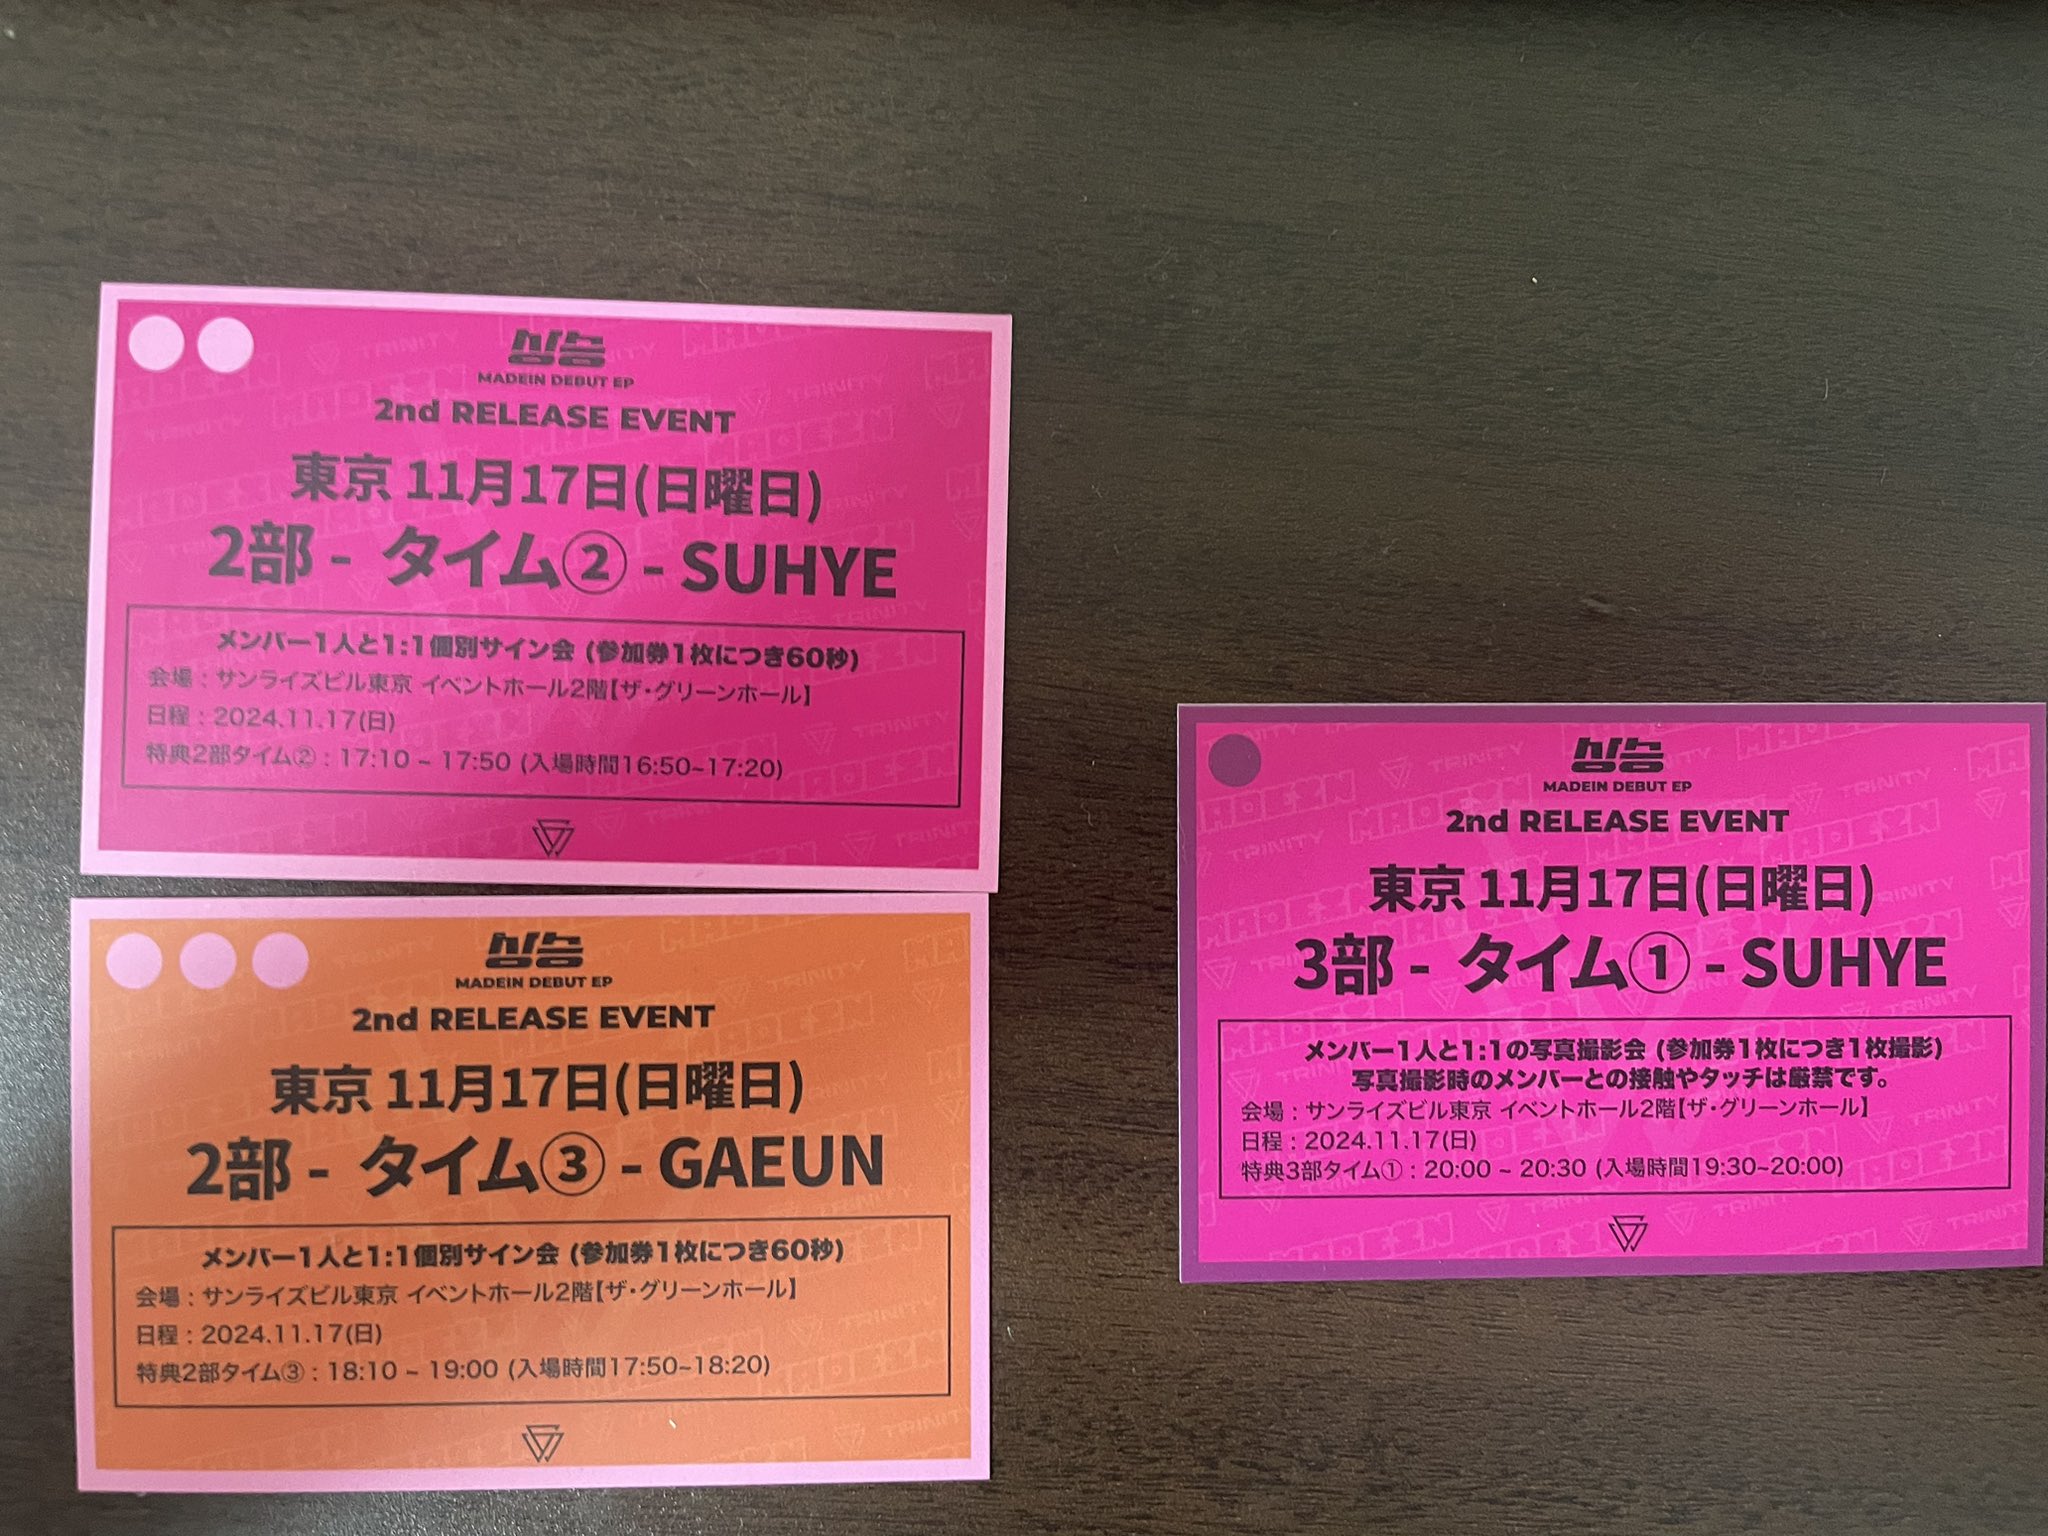 상승
MADEIN DEBUT EP
2nd RELEASE EVENT
東京 11月17日(日曜日)
2部 - タイム② - SUHYE
メンバー1人と1:1個別サイン会 (参加券1枚につき60秒)
会場 : サンライズビル東京 イベントホール2階【ザ・グリーンホール】
日程 : 2024.11.17(日)
特典2部タイム② : 17:10 ~ 17:50 (入場時間16:50~17:20)
상승
MADEIN DEBUT EP
2nd RELEASE EVENT
東京 11月17日(日曜日)
2部 - タイム③ - GAEUN
メンバー1人と1:1個別サイン会 (参加券1枚につき60秒)
会場 : サンライズビル東京 イベントホール2階【ザ・グリーンホール】
日程 : 2024.11.17(日)
特典2部タイム③ : 18:10 ~ 19:00 (入場時間17:50~18:20)
상승
MADEIN DEBUT EP
2nd RELEASE EVENT
東京 11月17日(日曜日)
3部 - タイム① - SUHYE
メンバー1人と1:1の写真撮影会 (参加券1枚につき1枚撮影)
写真撮影時のメンバーとの接触やタッチは厳禁です。
会場 : サンライズビル東京 イベントホール2階【ザ・グリーンホール】
日程 : 2024.11.17(日)
特典3部タイム① : 20:00 ~ 20:30 (入場時間19:30~20:00)